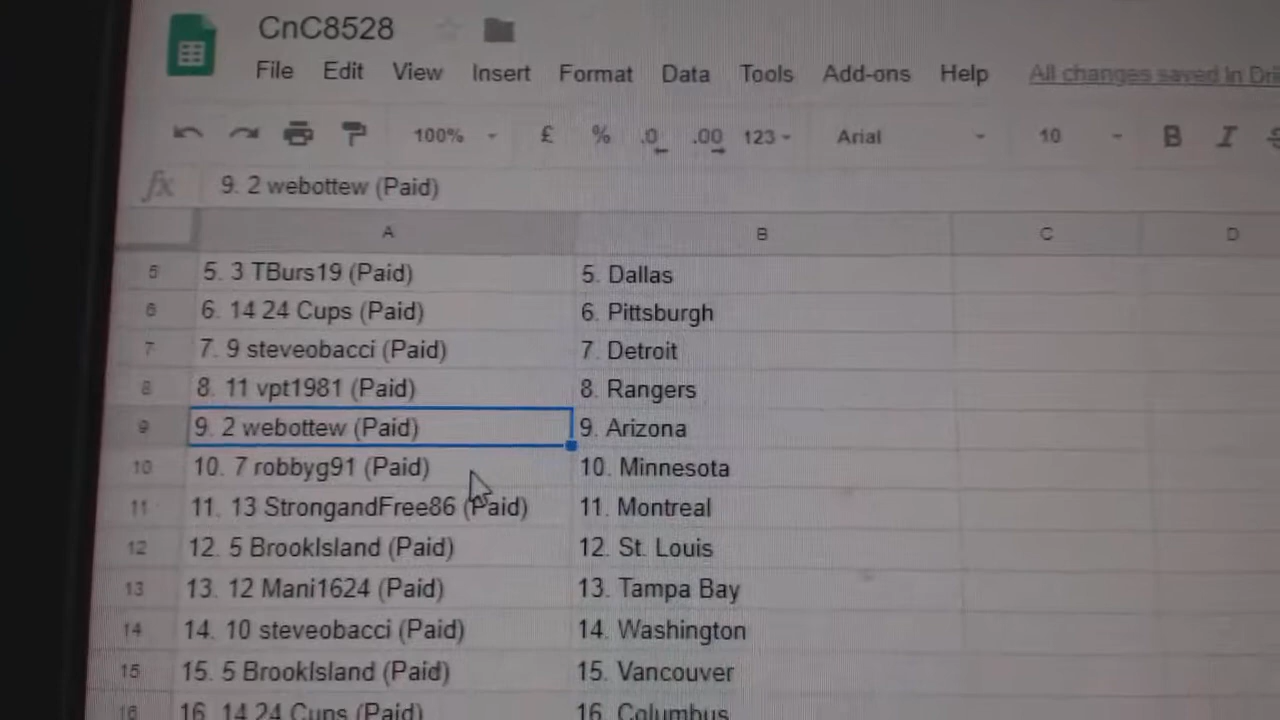 CnC8528
File Edit View Insert Format Data Tools Add-ons Help All changes saved in Dri
100% £ % .0 .00 123 Arial 10 B I S
fx 9. 2 webottew (Paid)
A B C D
5 5. 3 TBurs19 (Paid) 5. Dallas
6 6. 14 24 Cups (Paid) 6. Pittsburgh
7 7. 9 steveobacci (Paid) 7. Detroit
8 8. 11 vpt1981 (Paid) 8. Rangers
9 9. 2 webottew (Paid) 9. Arizona
10 10. 7 robbyg91 (Paid) 10. Minnesota
11 11. 13 StrongandFree86 (Paid) 11. Montreal
12 12. 5 BrookIsland (Paid) 12. St. Louis
13 13. 12 Mani1624 (Paid) 13. Tampa Bay
14 14. 10 steveobacci (Paid) 14. Washington
15 15. 5 BrookIsland (Paid) 15. Vancouver
16 16. 14 24 Cups (Paid) 16. Columbus